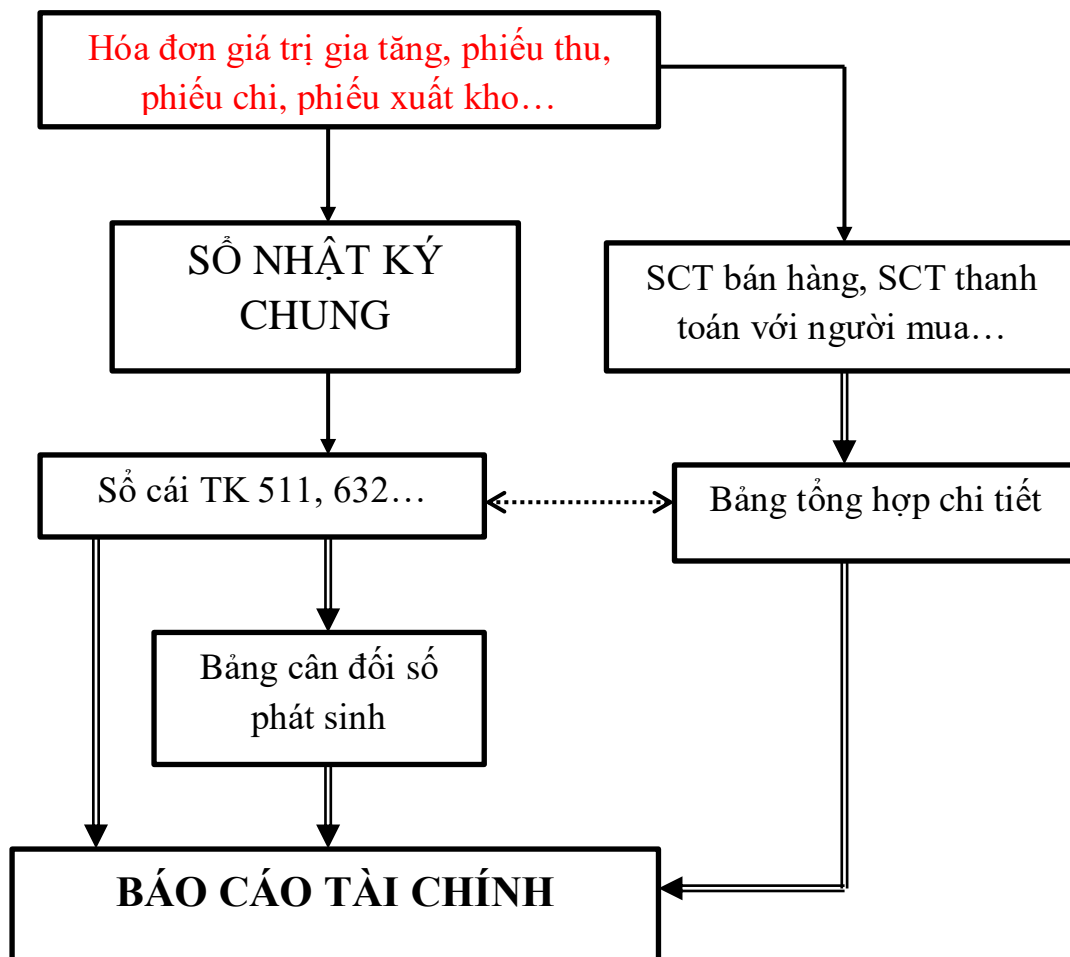 Hóa đơn giá trị gia tăng, phiếu thu,
phiếu chi, phiếu xuất kho…
SỔ NHẬT KÝ
CHUNG
SCT bán hàng, SCT thanh
toán với người mua…
Sổ cái TK 511, 632…
Bảng tổng hợp chi tiết
Bảng cân đối số
phát sinh
BÁO CÁO TÀI CHÍNH